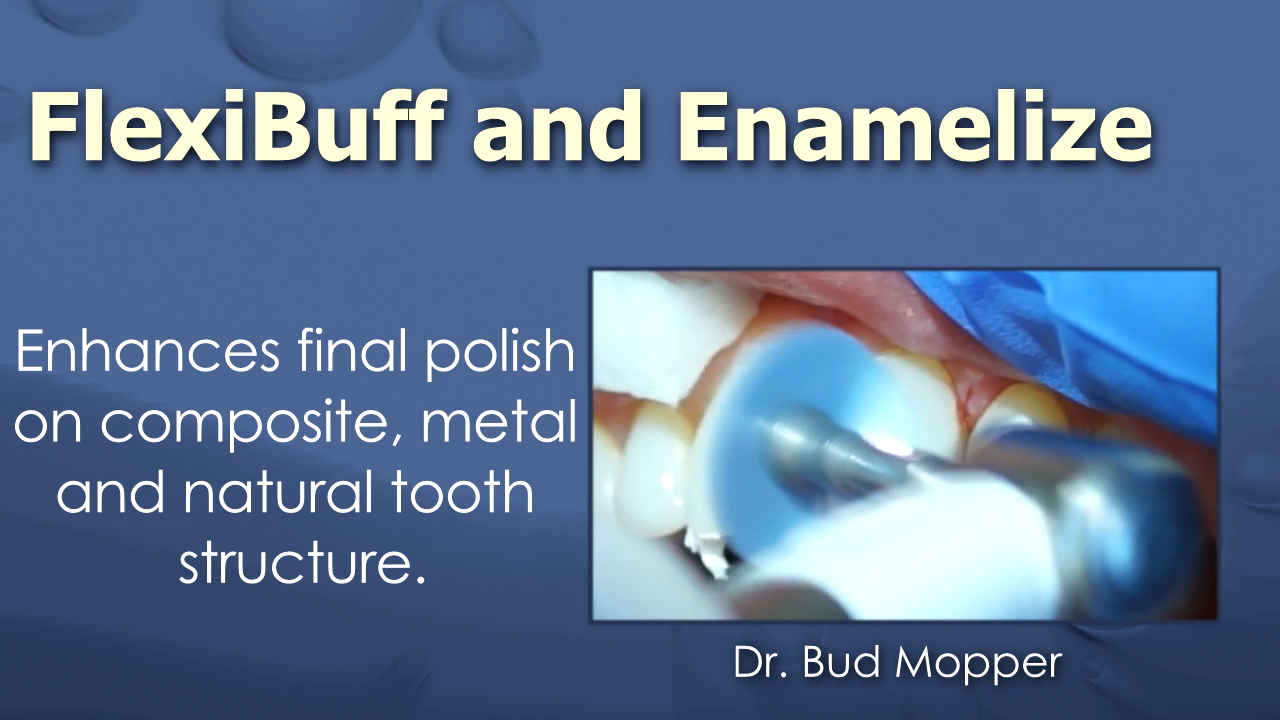 FlexiBuff and Enamelize
Enhances final polish
on composite, metal
and natural tooth
structure.
Dr. Bud Mopper